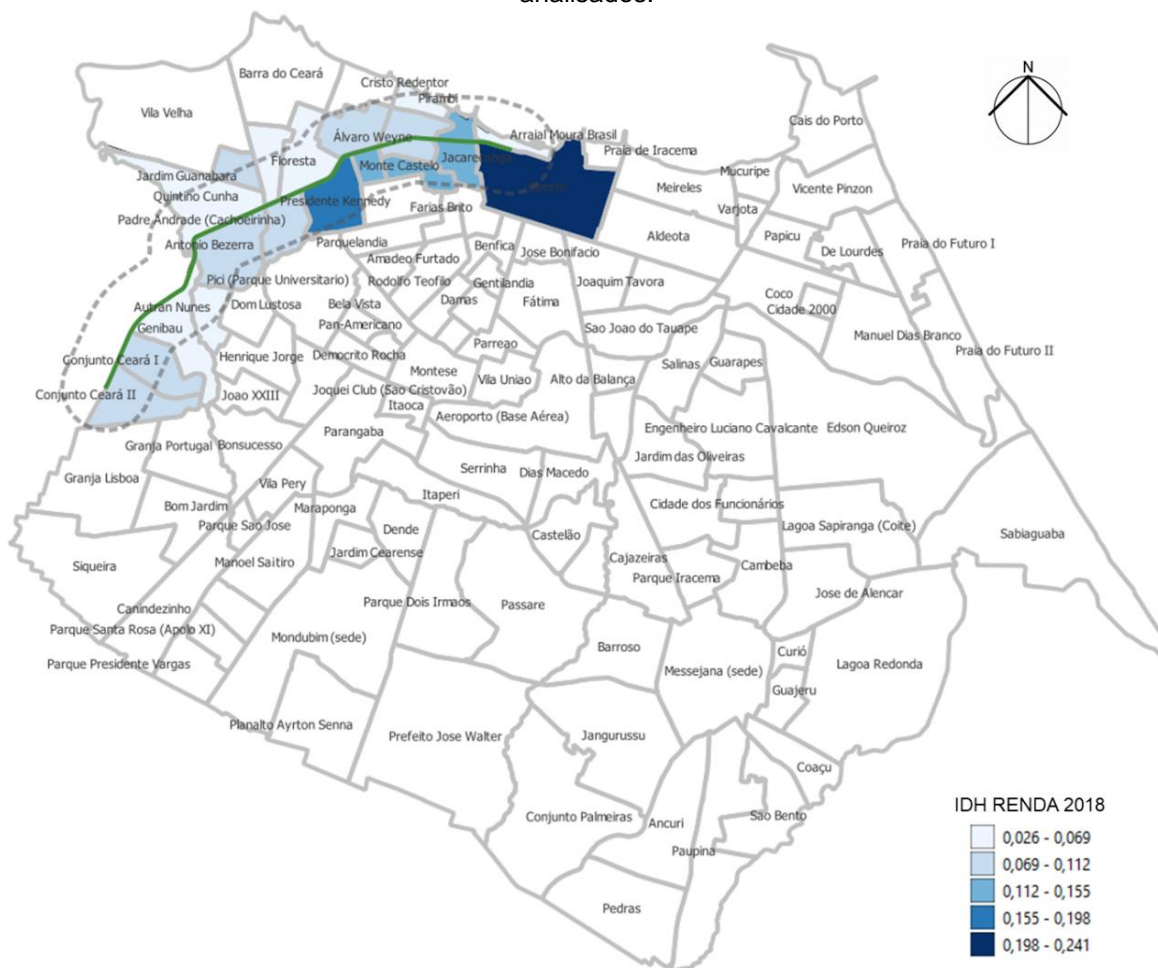 analisados.
N
Barra do Ceará
Cristo Redentor
Pirambi
Vila Velha
Álvaro Weyne
Arraial Moura Brasil
Cais do Porto
Floresta
Jacarecanga
Praia de Iracema
Monte Castelo
Jardim Guanabara
Mucuripe
Centro
Meireles
Vicente Pinzon
Quintino Cunha
Presidente Kennedy
Farias Brito
Varjota
Padre Andrade (Cachoeirinha)
Aldeota
Papicu
Praia do Futuro I
Antonio Bezerra
Parquelandia
Benfica
Jose Bonifacio
De Lourdes
Amadeo Furtado
Pici (Parque Universitario)
Rodolfo Teofilo
Gentilandia
Joaquim Tavora
Coco
Autran Nunes
Dom Lustosa
Bela Vista
Damas
Fátima
Cidade 2000
Genibau
Pan-Americano
Sao Joao do Tauape
Manuel Dias Branco
Parreao
Praia do Futuro II
Conjunto Ceará I
Henrique Jorge
Democrito Rocha
Montese
Salinas
Guarapes
Vila Uniao
Alto da Balança
Conjunto Ceará II
Joao XXIII
Joquei Club (Sao Cristovão)
Itaoca
Aeroporto (Base Aérea)
Granja Portugal
Bonsucesso
Parangaba
Engenheiro Luciano Cavalcante
Edson Queiroz
Jardim das Oliveiras
Granja Lisboa
Serrinha
Dias Macedo
Vila Pery
Itaperi
Bom Jardim
Maraponga
Cidade dos Funcionários
Parque Sao Jose
Dende
Lagoa Sapiranga (Coite)
Castelão
Sabiaguaba
Jardim Cearense
Cajazeiras
Siqueira
Manoel Saitiro
Cambeba
Parque Iracema
Jose de Alencar
Parque Dois Irmaos
Passare
Canindezinho
Parque Santa Rosa (Apolo XI)
Mondubim (sede)
Barroso
Curió
Parque Presidente Vargas
Messejana (sede)
Lagoa Redonda
Guajeru
Planalto Ayrton Senna
Prefeito Jose Walter
Jangurussu
Coaçu
Conjunto Palmeiras
Ancuri
Sao Bento
Paupina
Pedras
IDH RENDA 2018
0,026 - 0,069
0,069 - 0,112
0,112 - 0,155
0,155 - 0,198
0,198 - 0,241